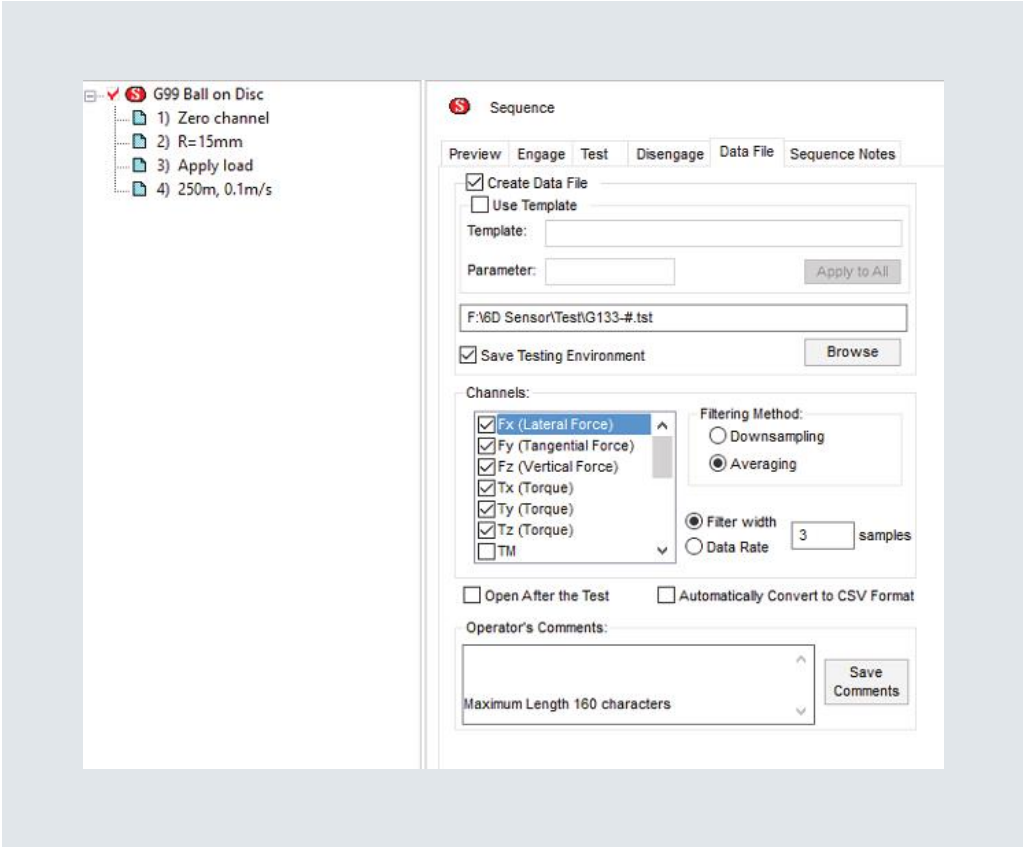 G99 Ball on Disc
1) Zero channel
2) R=15mm
3) Apply load
4) 250m, 0.1m/s
S Sequence
Preview Engage Test Disengage Data File Sequence Notes
Create Data File
Use Template
Template:
Parameter: Apply to All
F:\6D Sensor\Test\G133-#.tst
Save Testing Environment Browse
Channels:
Fx (Lateral Force)
Fy (Tangential Force)
Fz (Vertical Force)
Tx (Torque)
Ty (Torque)
Tz (Torque)
TM
Filtering Method:
Downsampling
Averaging
Filter width
Data Rate
3 samples
Open After the Test Automatically Convert to CSV Format
Operator's Comments:
Maximum Length 160 characters
Save
Comments